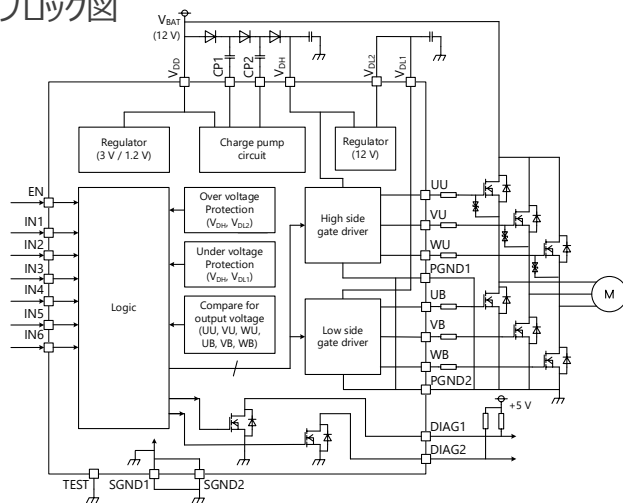 ブロック図
VBAT
(12 V)
VDD
CP1
CP2
VDH
VDL2
VDL1
Regulator
(3 V / 1.2 V)
Charge pump
circuit
Regulator
(12 V)
EN
IN1
IN2
IN3
IN4
IN5
IN6
Logic
Over voltage
Protection
(VDH, VDL2)
Under voltage
Protection
(VDH, VDL1)
Compare for
output voltage
(UU, VU, WU,
UB, VB, WB)
High side
gate driver
Low side
gate driver
UU
VU
WU
PGND1
UB
VB
WB
PGND2
M
+5 V
DIAG1
DIAG2
TEST
SGND1
SGND2